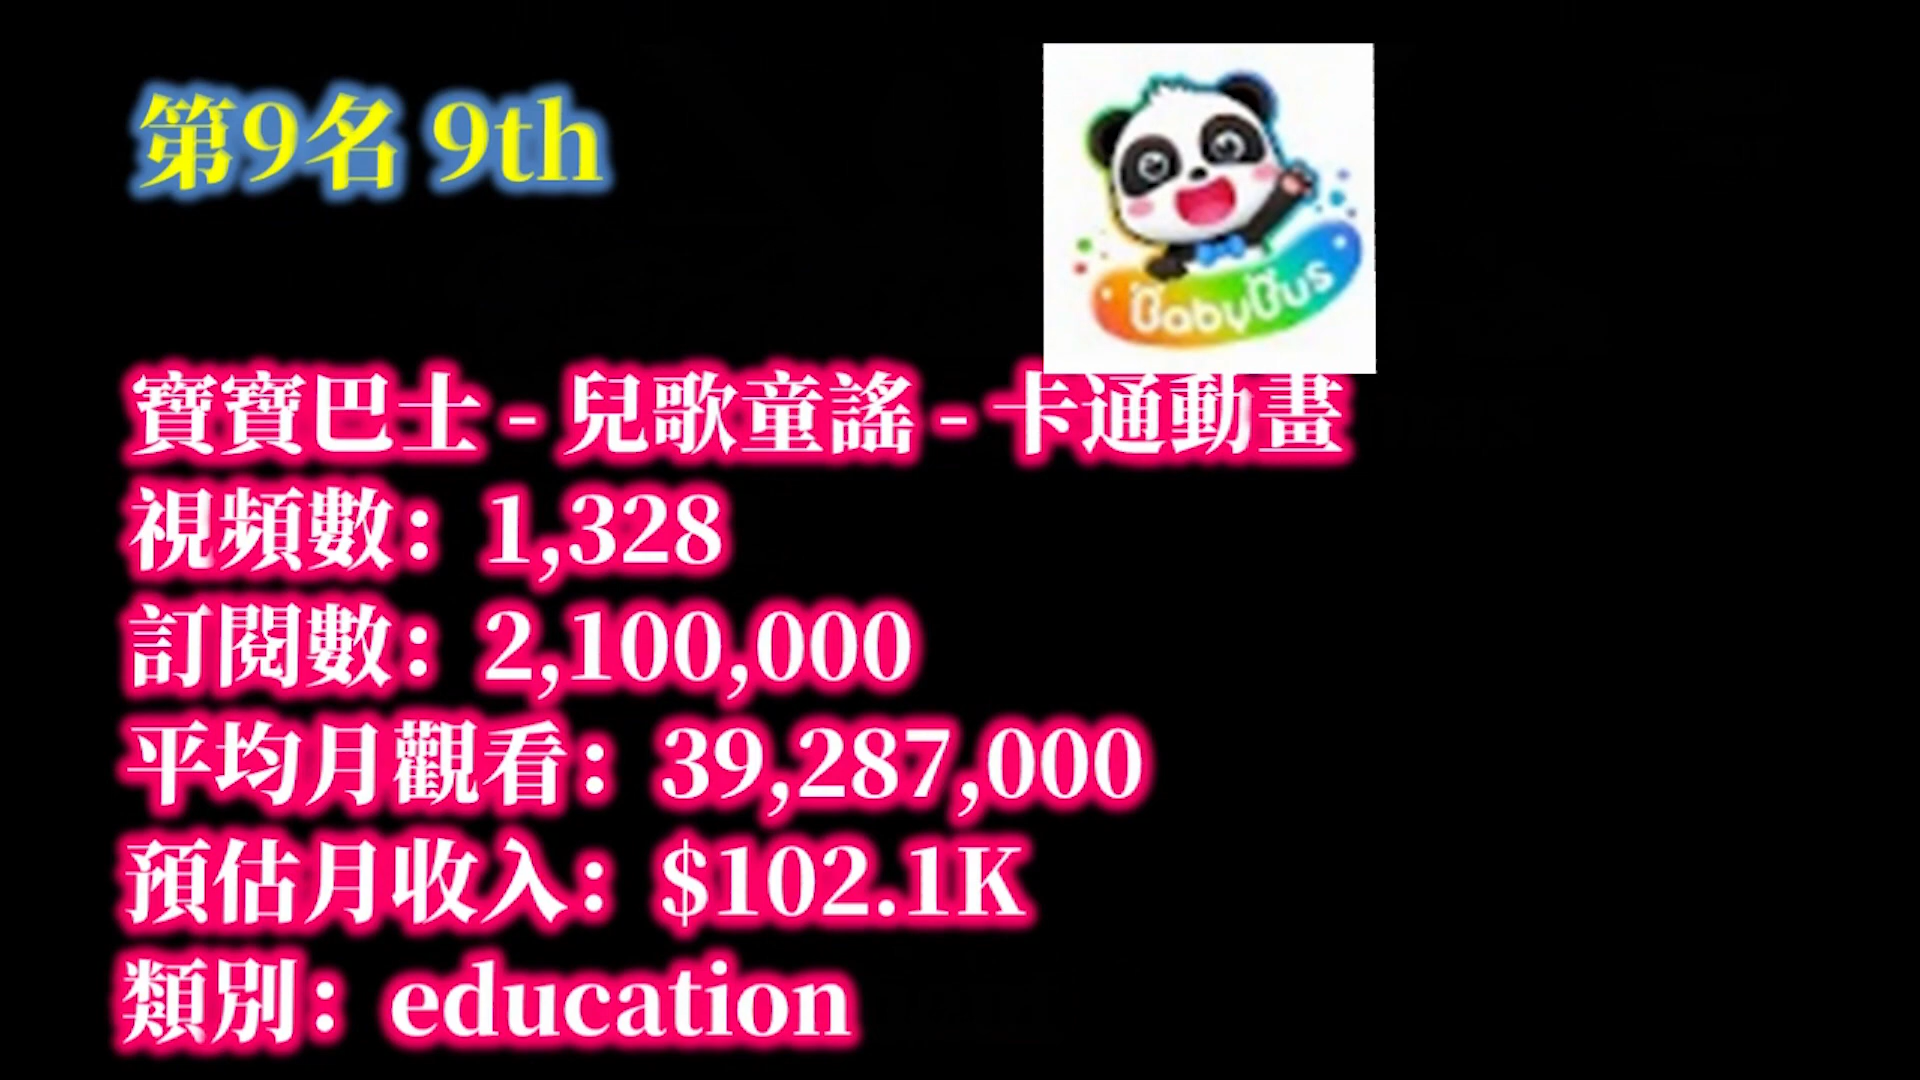 第9名 9th
BabyBus
寶寶巴士 - 兒歌童謠 - 卡通動畫
視頻數：1,328
訂閱數：2,100,000
平均月觀看：39,287,000
預估月收入：$102.1K
類別：education